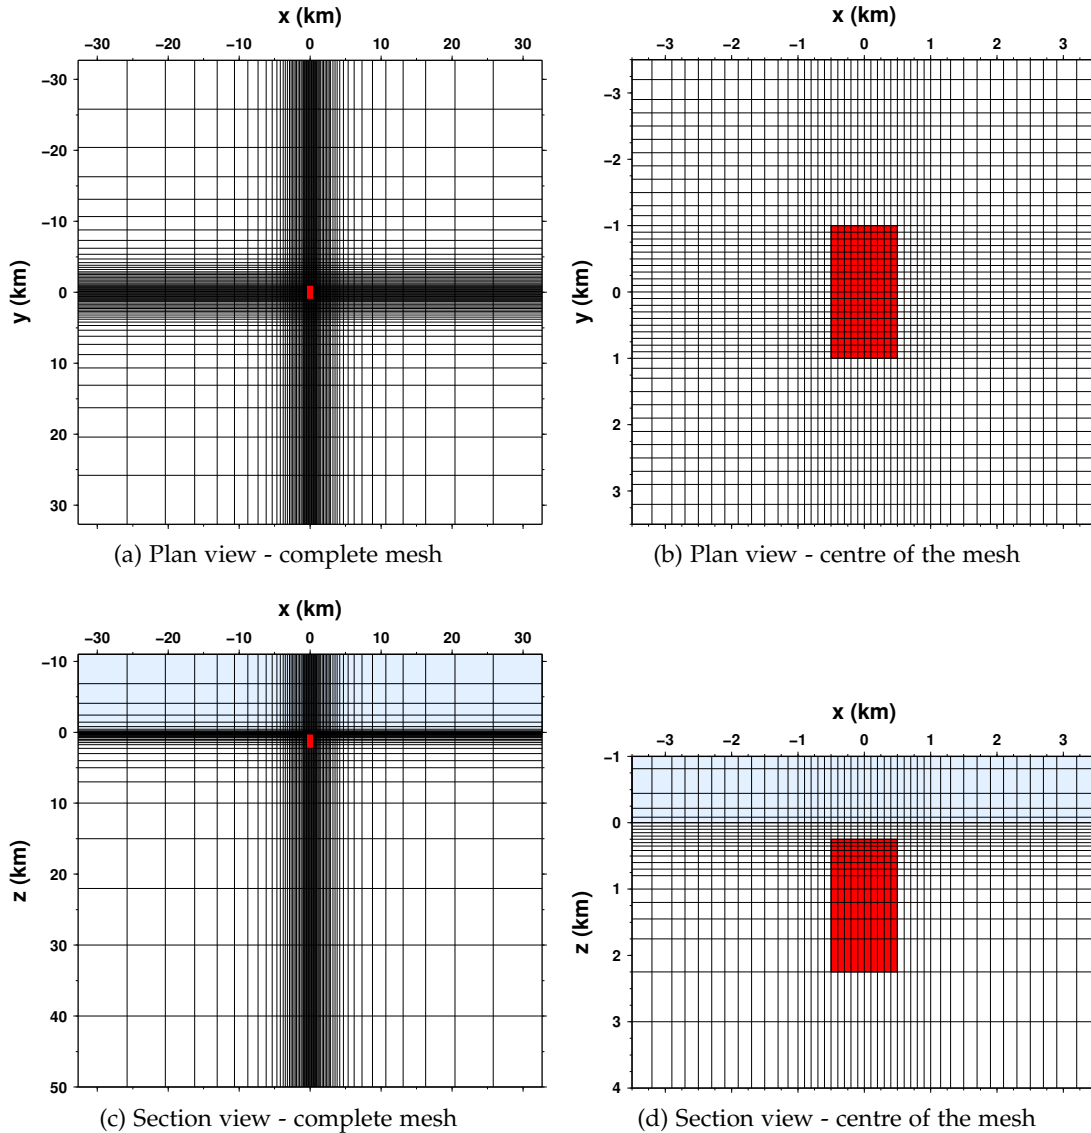 x (km)
−30 −20 −10 0 10 20 30
−30
−20
−10
0
10
20
30
y (km)
(a) Plan view - complete mesh
x (km)
−3 −2 −1 0 1 2 3
−3
−2
−1
0
1
2
3
y (km)
(b) Plan view - centre of the mesh
x (km)
−30 −20 −10 0 10 20 30
−10
0
10
20
30
40
50
z (km)
(c) Section view - complete mesh
x (km)
−3 −2 −1 0 1 2 3
−1
0
1
2
3
4
z (km)
(d) Section view - centre of the mesh